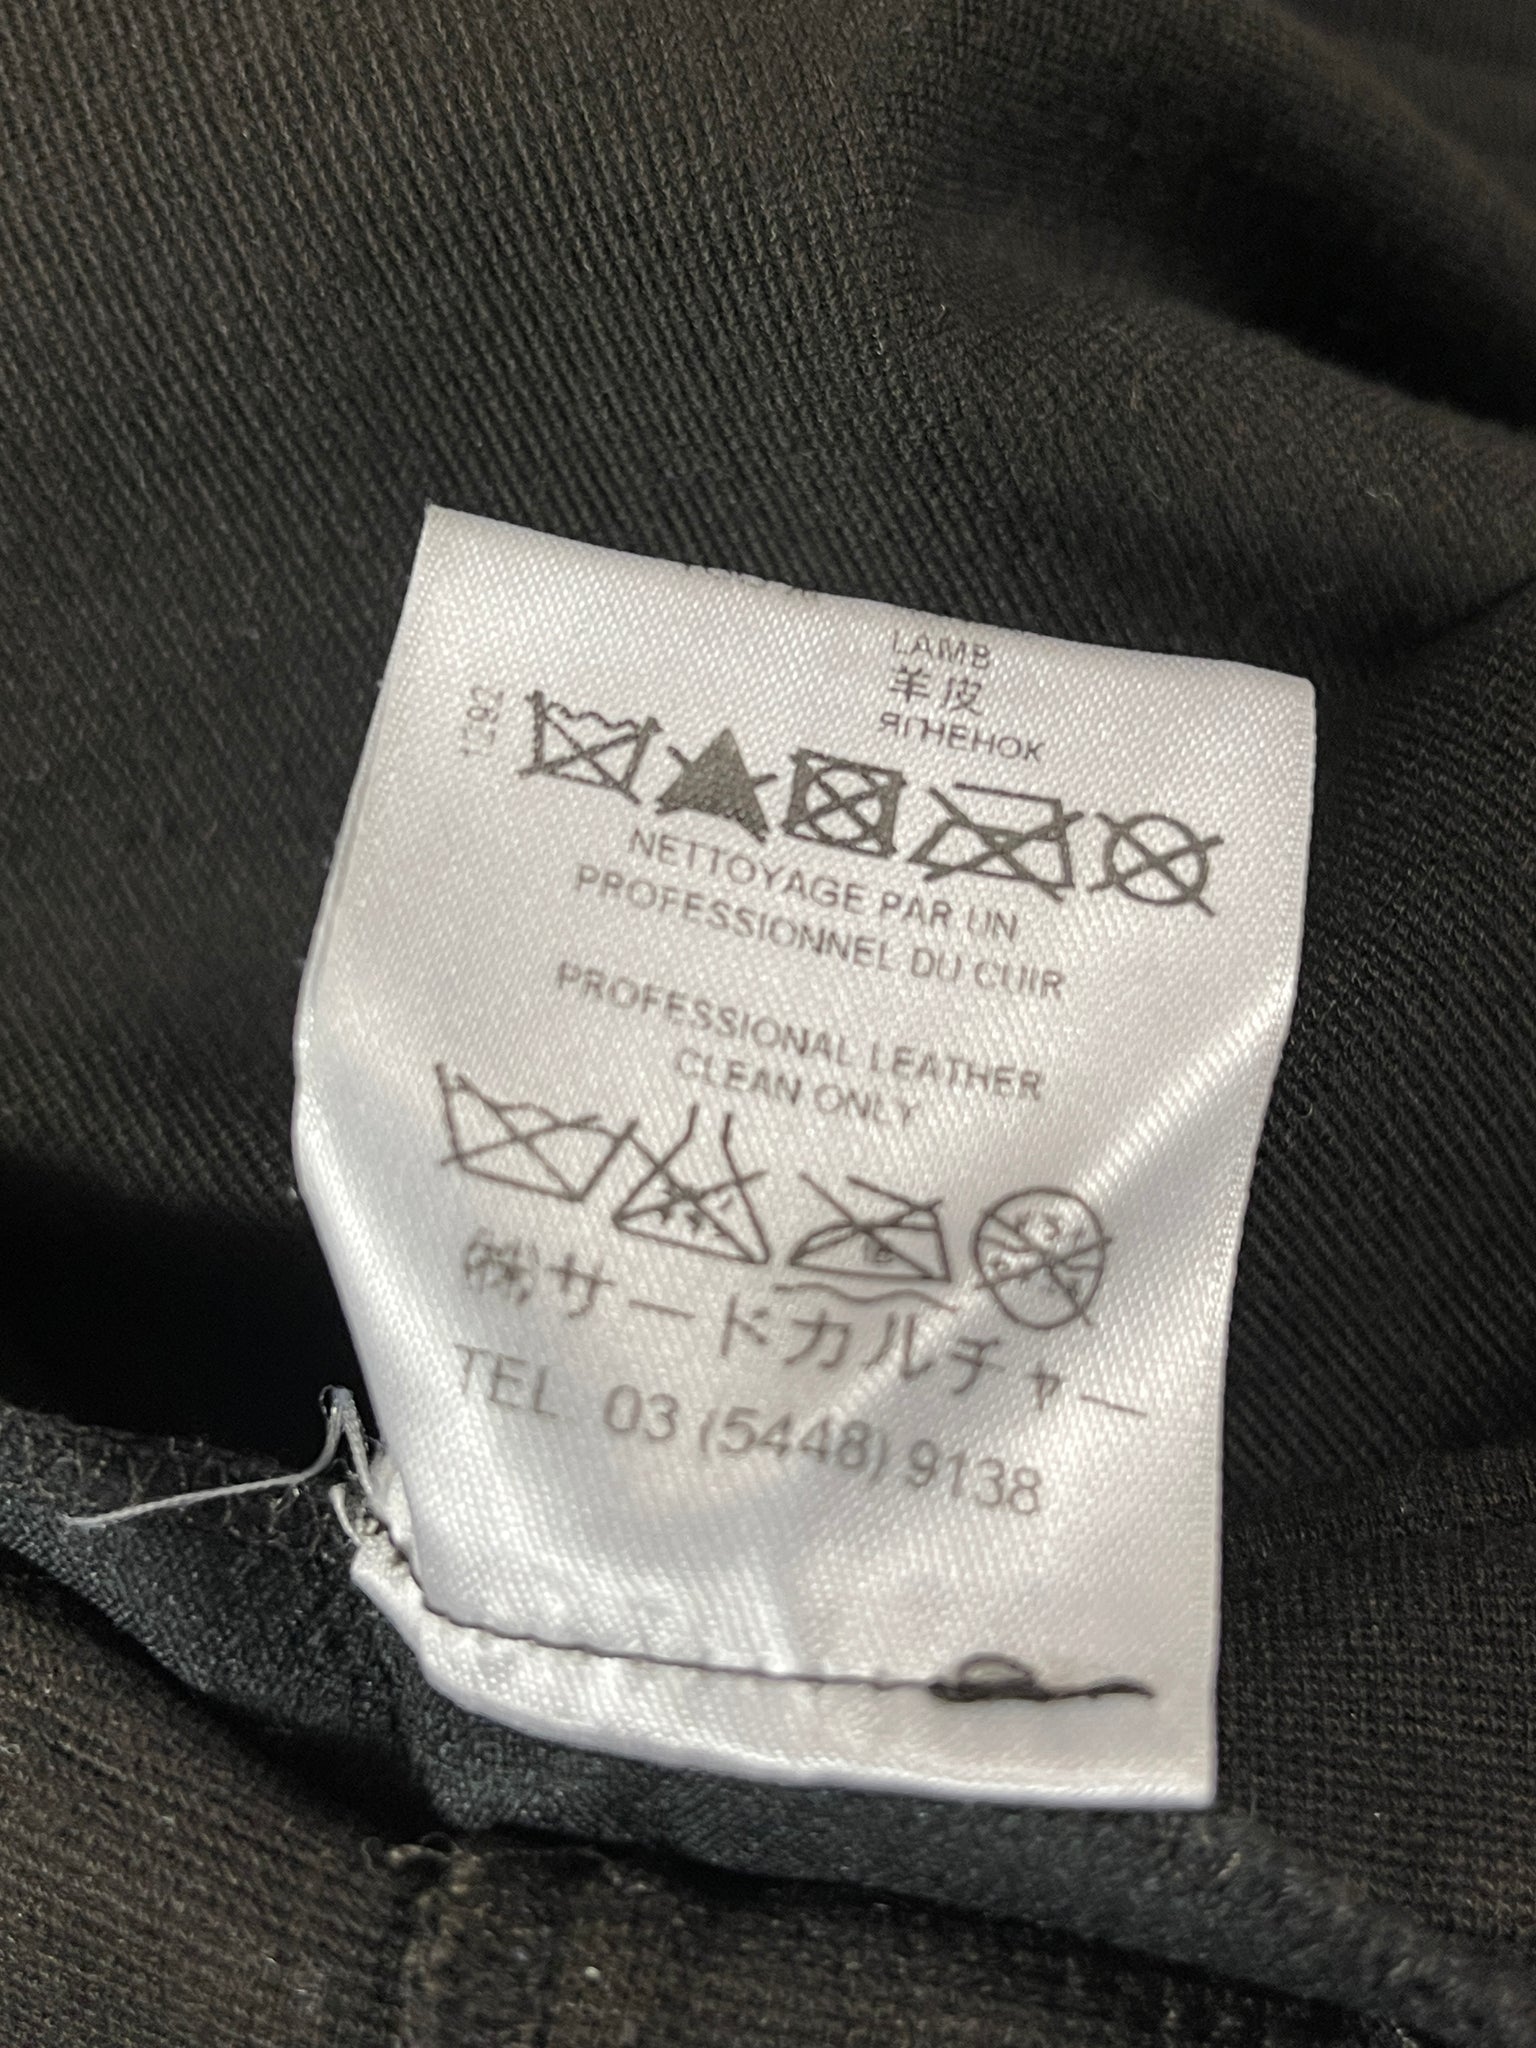 LAMB
羊皮
ЯГНЕНОК
NETTOYAGE PAR UN
PROFESSIONNEL DU CUIR
PROFESSIONAL LEATHER
CLEAN ONLY
㈱サードカルチャー
TEL 03 (5448) 9138